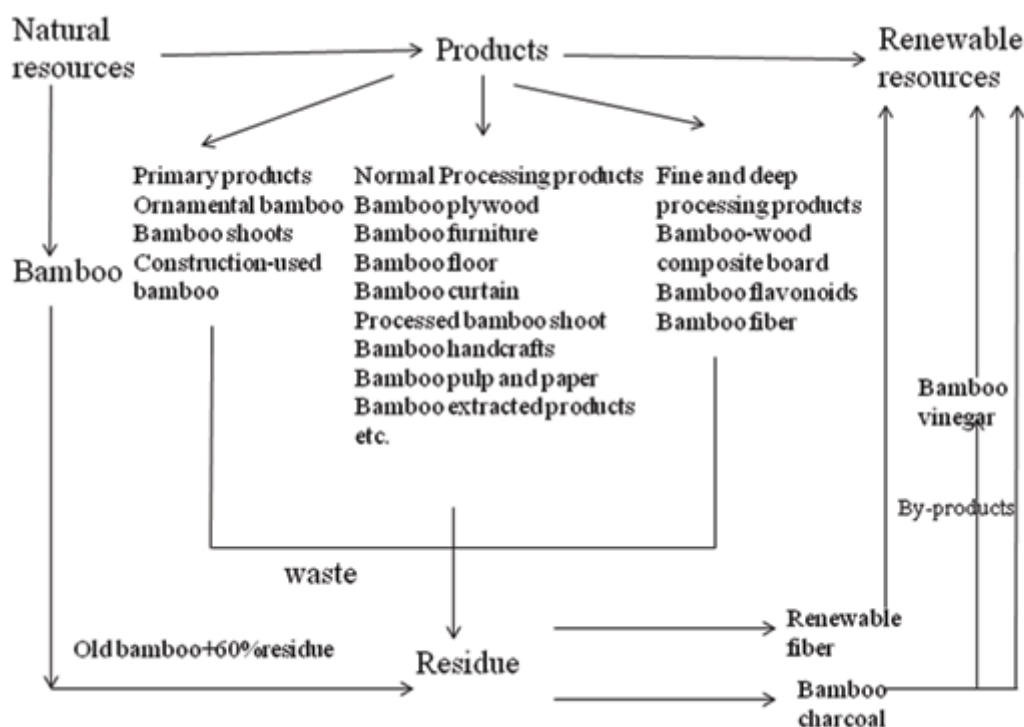 Natural
resources
Products
Renewable
resources
Primary products
Ornamental bamboo
Bamboo shoots
Construction-used
bamboo
Normal Processing products
Bamboo plywood
Bamboo furniture
Bamboo floor
Bamboo curtain
Processed bamboo shoot
Bamboo handcrafts
Bamboo pulp and paper
Bamboo extracted products
etc.
Fine and deep
processing products
Bamboo-wood
composite board
Bamboo flavonoids
Bamboo fiber
Bamboo
Bamboo
vinegar
By-products
waste
Old bamboo+60%residue
Residue
Renewable
fiber
Bamboo
charcoal